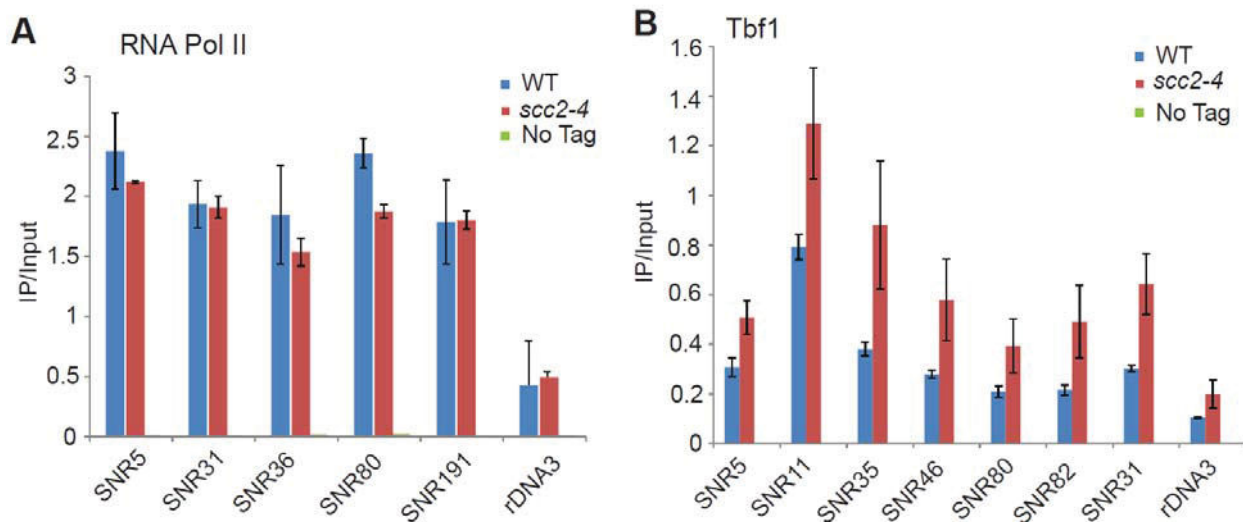 A
RNA Pol II
WT
scc2-4
No Tag
IP/Input
3
2.5
2
1.5
1
0.5
0
SNR5
SNR31
SNR36
SNR80
SNR191
rDNA3
B
Tbf1
WT
scc2-4
No Tag
IP/Input
1.6
1.4
1.2
1
0.8
0.6
0.4
0.2
0
SNR5
SNR11
SNR35
SNR46
SNR80
SNR82
SNR31
rDNA3